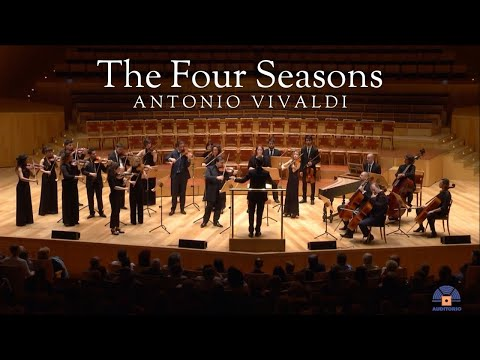 The Four Seasons
ANTONIO VIVALDI
AUDITORIO